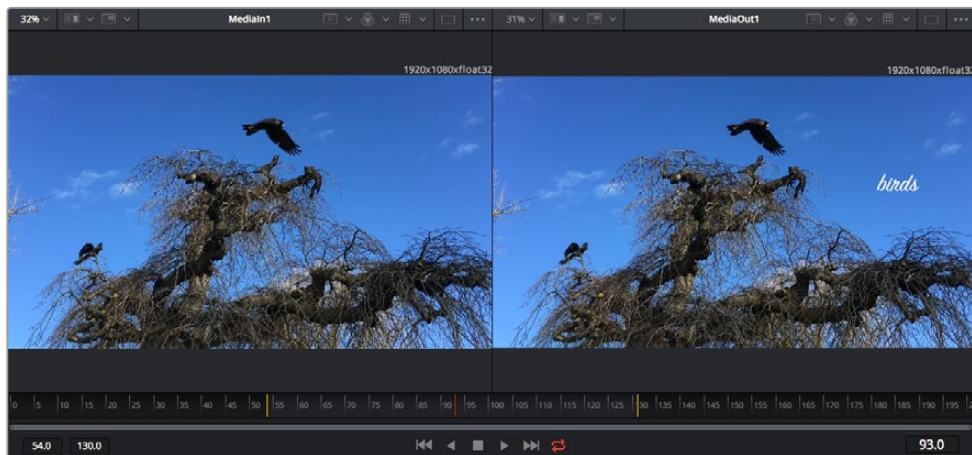 32% MediaIn1 31% MediaOut1
1920x1080xfloat32 1920x1080xfloat32
birds
0 5 10 15 20 25 30 35 40 45 50 55 60 65 70 75 80 85 90 95 100 105 110 115 120 125 30 135 140 145 150 155 160 165 170 175 180 185 190 195
54.0 130.0 93.0